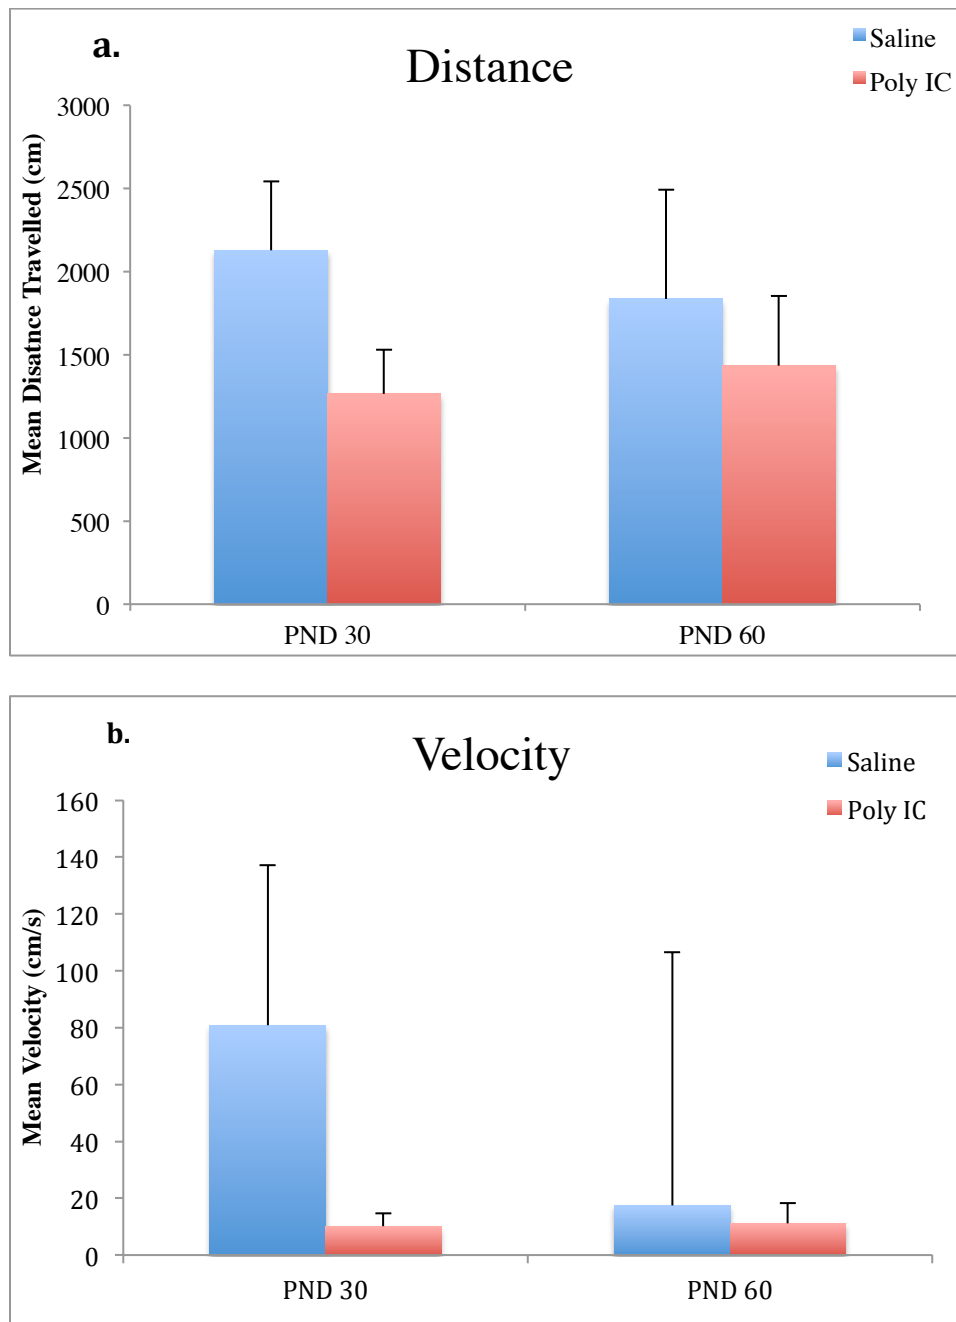 a.
Distance
Saline
Poly IC
Mean Disatnce Travelled (cm)
3000
2500
2000
1500
1000
500
0
PND 30
PND 60
b.
Velocity
Saline
Poly IC
Mean Velocity (cm/s)
160
140
120
100
80
60
40
20
0
PND 30
PND 60